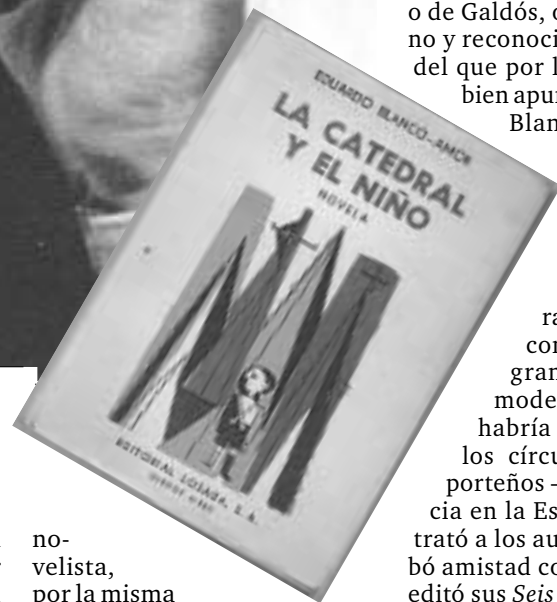 o de Galdós,
no y reconoci
del que por l
bien apun
Blan
EDUARDO BLANCO-AMOR
LA CATEDRAL
Y EL NIÑO
NOVELA
EDITORIAL LOSADA, S. A.
ra
con
gran
mode
habría
los círcu
porteños -
cia en la Es
trató a los au
bó amistad co
editó sus Seis
no-
velista,
por la misma